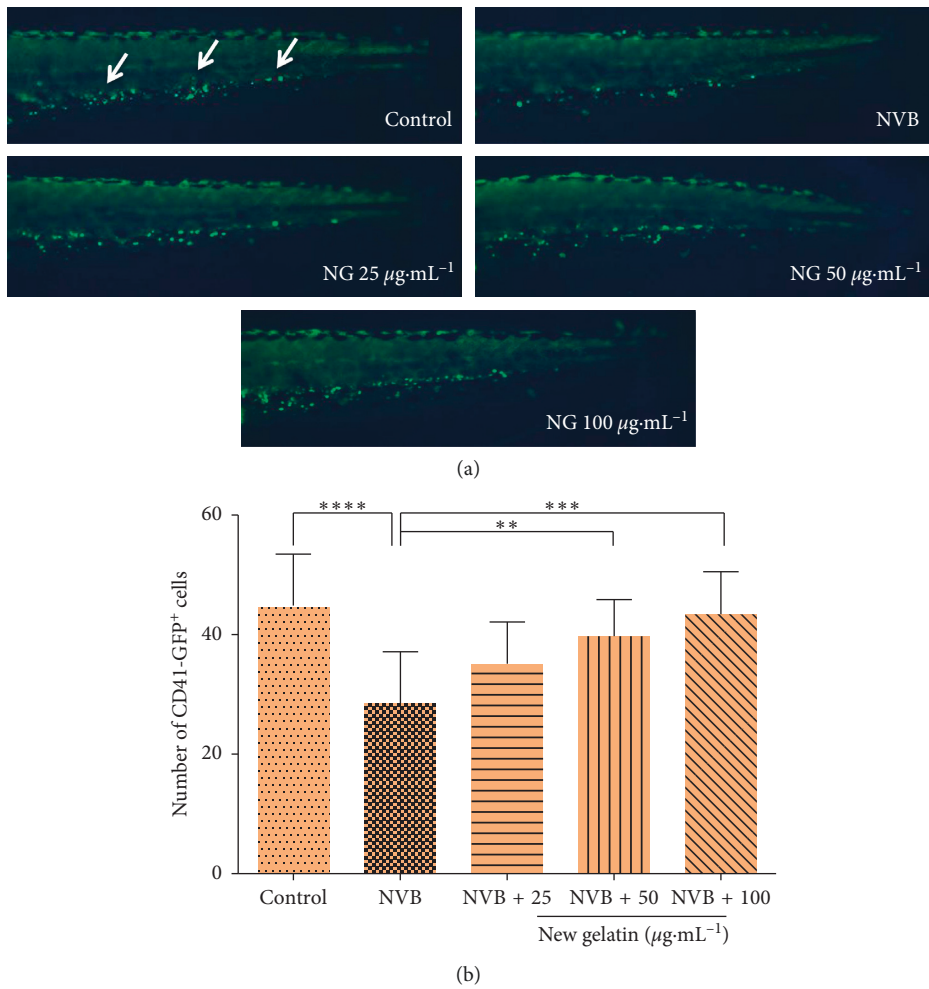 Control
NVB
NG 25 µg·mL⁻¹
NG 50 µg·mL⁻¹
NG 100 µg·mL⁻¹
(a)
Number of CD41-GFP⁺ cells
60
40
20
0
****
**
***
Control
NVB
NVB + 25
NVB + 50
NVB + 100
New gelatin (µg·mL⁻¹)
(b)